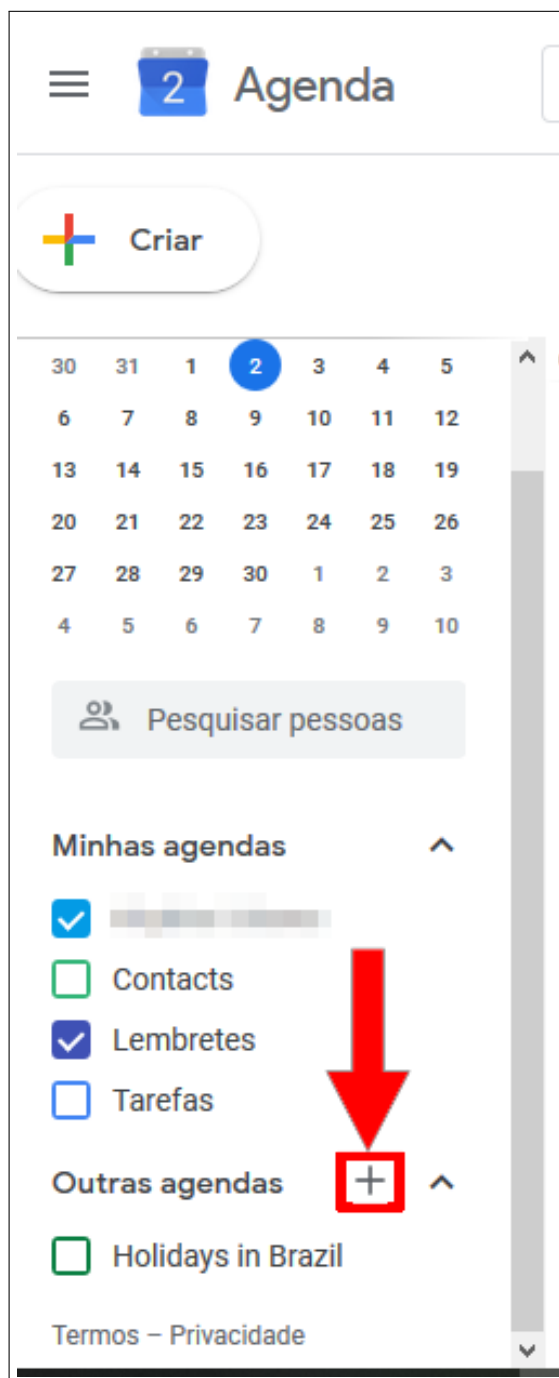 2 Agenda
Criar
30 31 1 2 3 4 5
6 7 8 9 10 11 12
13 14 15 16 17 18 19
20 21 22 23 24 25 26
27 28 29 30 1 2 3
4 5 6 7 8 9 10
Pesquisar pessoas
Minhas agendas
Contacts
Lembretes
Tarefas
Outras agendas
Holidays in Brazil
Termos – Privacidade